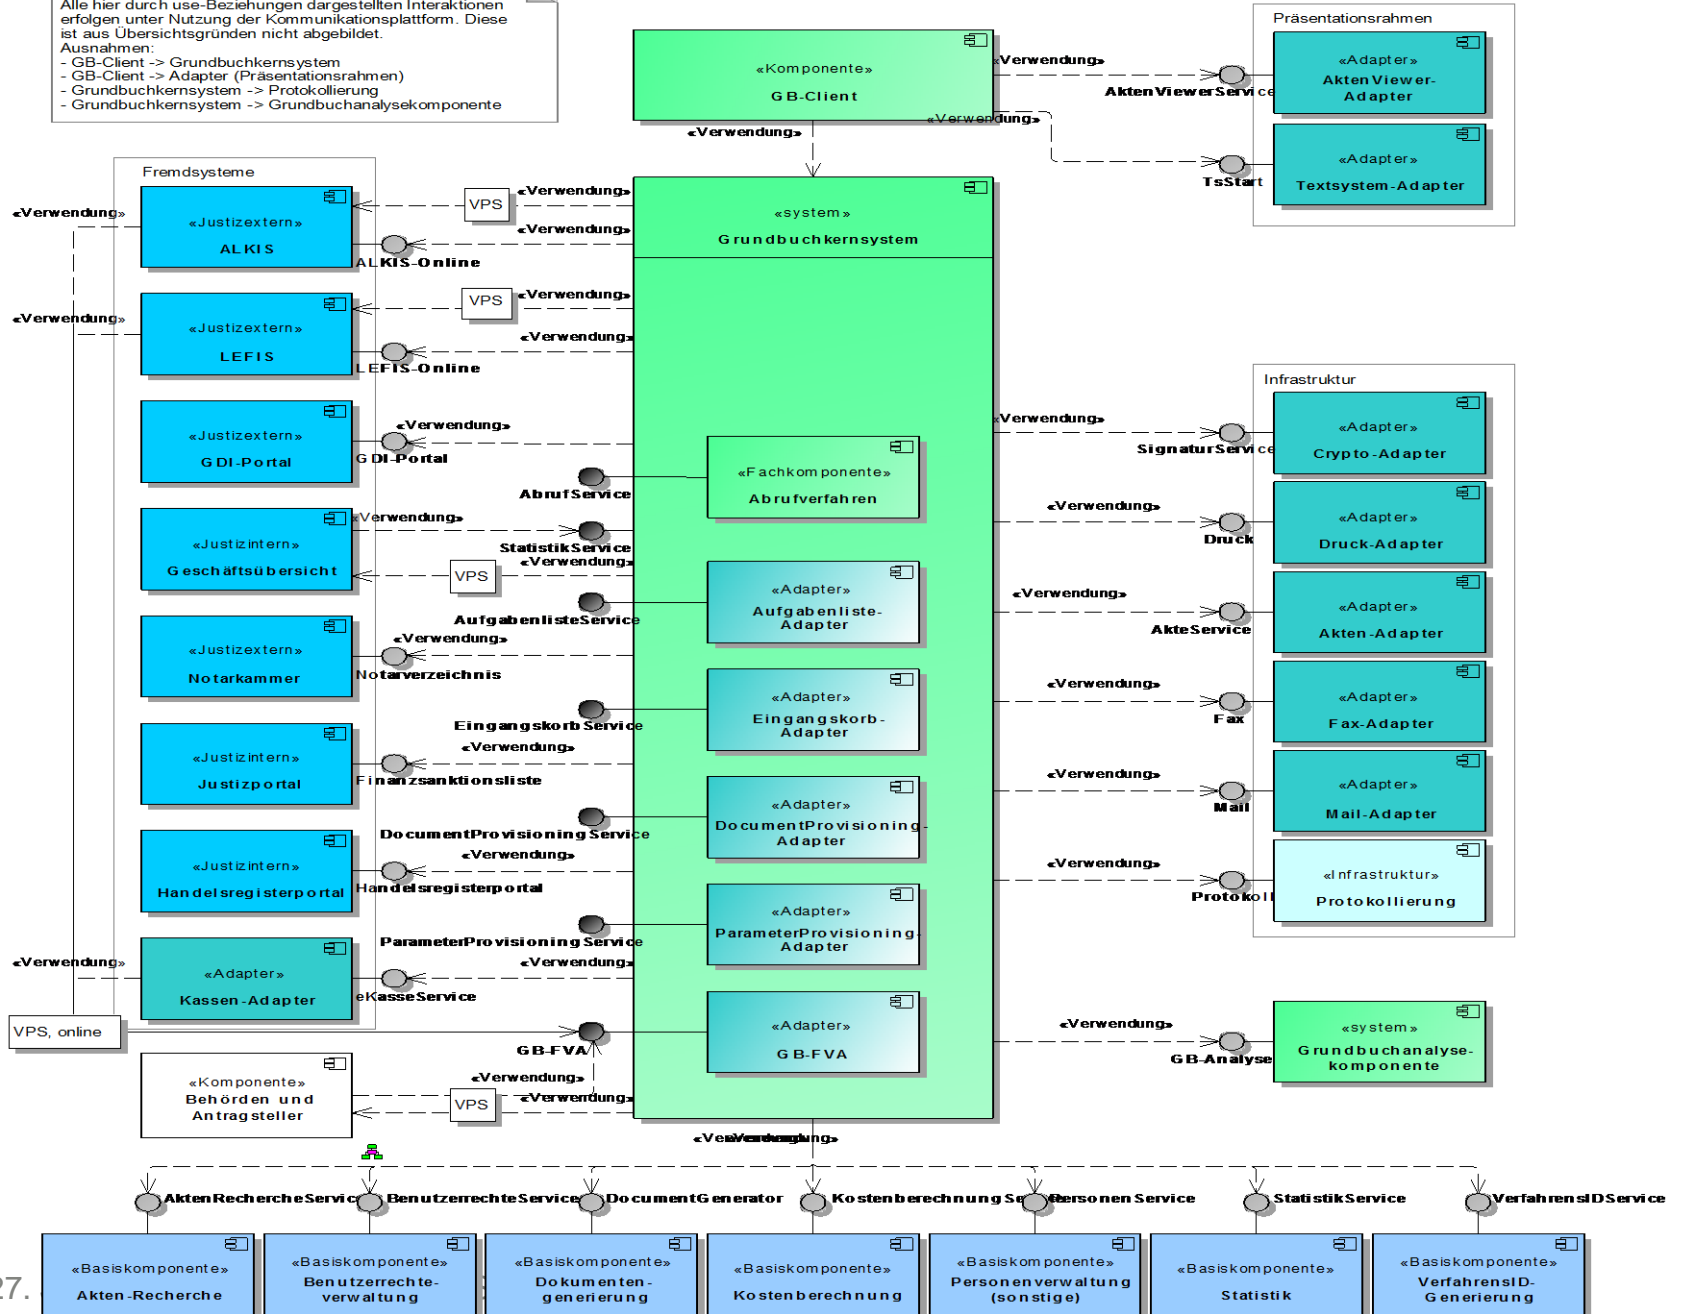 Alle hier durch use-Beziehungen dargestellten Interaktionen
erfolgen unter Nutzung der Kommunikationsplattform. Diese
ist aus Übersichtsgründen nicht abgebildet.
Ausnahmen:
- GB-Client -> Grundbuchkernsystem
- GB-Client -> Adapter (Präsentationsrahmen)
- Grundbuchkernsystem -> Protokollierung
- Grundbuchkernsystem -> Grundbuchanalysekomponente
«Komponente»
GB-Client
«Verwendung»
«Verwendung»
«Verwendung»
Präsentationsrahmen
AktenViewerService
«Adapter»
AktenViewer-
Adapter
TsStart
«Adapter»
Textsystem-Adapter
Fremdsysteme
«Verwendung»
«Justizextern»
ALKIS
VPS
«Verwendung»
«Verwendung»
ALKIS-Online
«Verwendung»
«Justizextern»
LEFIS
VPS
«Verwendung»
«Verwendung»
LEFIS-Online
«Justizextern»
GDI-Portal
«Verwendung»
GDI-Portal
«Justizintern»
Geschäftsübersicht
«Verwendung»
StatistikService
«Verwendung»
VPS
«Justizextern»
Notarkammer
«Verwendung»
Notarverzeichnis
«Justizintern»
Justizportal
«Verwendung»
Finanzsanktionsliste
«Justizintern»
Handelsregisterportal
«Verwendung»
Handelsregisterportal
«Verwendung»
«Adapter»
Kassen-Adapter
«Verwendung»
eKasseService
VPS, online
«Komponente»
Behörden und
Antragsteller
«Verwendung»
«Verwendung»
VPS
«system»
Grundbuchkernsystem
AbrufService
«Fachkomponente»
Abrufverfahren
AufgabenlisteService
«Adapter»
Aufgabenliste-
Adapter
EingangskorbService
«Adapter»
Eingangskorb-
Adapter
DocumentProvisioningService
«Adapter»
DocumentProvisioning-
Adapter
ParameterProvisioningService
«Adapter»
ParameterProvisioning-
Adapter
GB-FVA
«Adapter»
GB-FVA
Infrastruktur
«Verwendung»
SignaturService
«Adapter»
Crypto-Adapter
«Verwendung»
Druck
«Adapter»
Druck-Adapter
«Verwendung»
AkteService
«Adapter»
Akten-Adapter
«Verwendung»
Fax
«Adapter»
Fax-Adapter
«Verwendung»
Mail
«Adapter»
Mail-Adapter
«Verwendung»
Protokoll
«Infrastruktur»
Protokollierung
«Verwendung»
GB-Analyse
«system»
Grundbuchanalyse-
komponente
AktenRechercheService
BenutzerrechteService
DocumentGenerator
KostenberechnungService
PersonenService
StatistikService
VerfahrensIDService
«Basiskomponente»
Akten-Recherche
«Basiskomponente»
Benutzerrechte-
verwaltung
«Basiskomponente»
Dokumenten-
generierung
«Basiskomponente»
Kostenberechnung
«Basiskomponente»
Personenverwaltung
(sonstige)
«Basiskomponente»
Statistik
«Basiskomponente»
VerfahrensID-
Generierung
27.